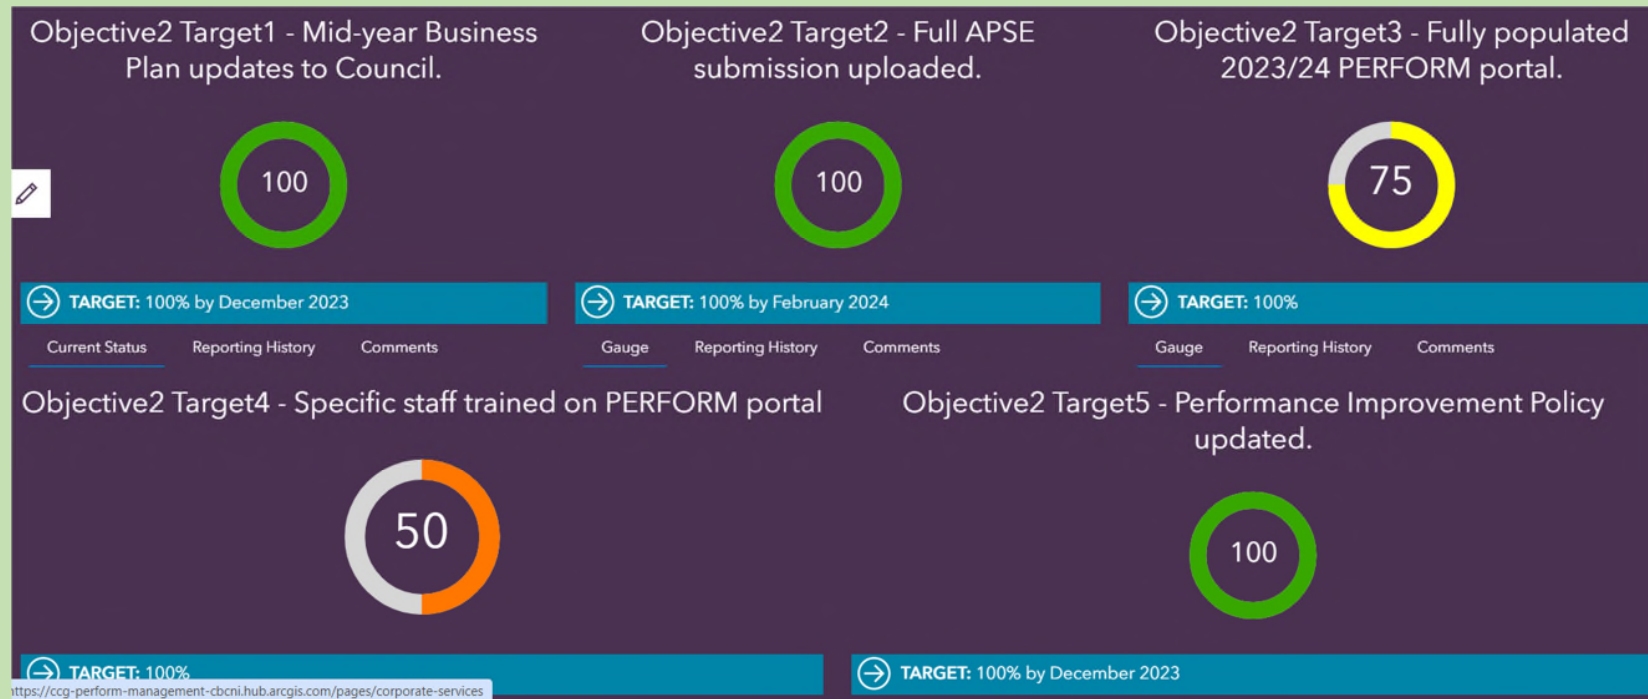 Objective2 Target1 - Mid-year Business
Plan updates to Council.
100
TARGET: 100% by December 2023
Current Status Reporting History Comments
Objective2 Target2 - Full APSE
submission uploaded.
100
TARGET: 100% by February 2024
Gauge Reporting History Comments
Objective2 Target3 - Fully populated
2023/24 PERFORM portal.
75
TARGET: 100%
Gauge Reporting History Comments
Objective2 Target4 - Specific staff trained on PERFORM portal
50
TARGET: 100%
Objective2 Target5 - Performance Improvement Policy
updated.
100
TARGET: 100% by December 2023
https://ccg-perform-management-cbcni.hub.arcgis.com/pages/corporate-services